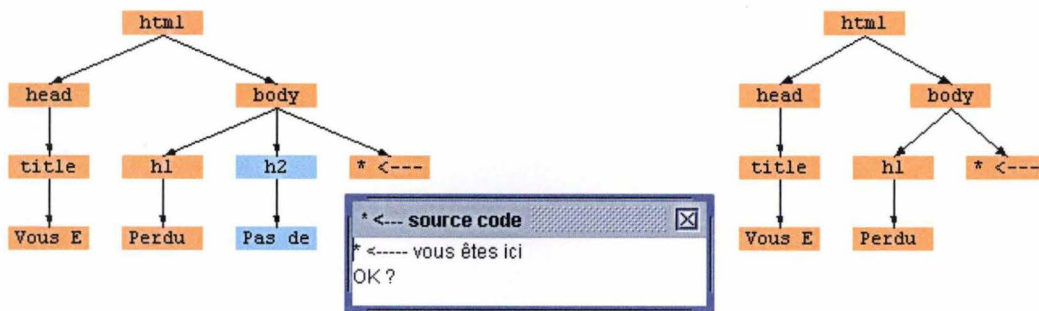 html
html
head
body
head
body
title
h1
h2
* <---
title
h1
* <---
Vous E
Perdu
Pas de
* <--- source code
* <----- vous êtes ici
OK ?
Vous E
Perdu